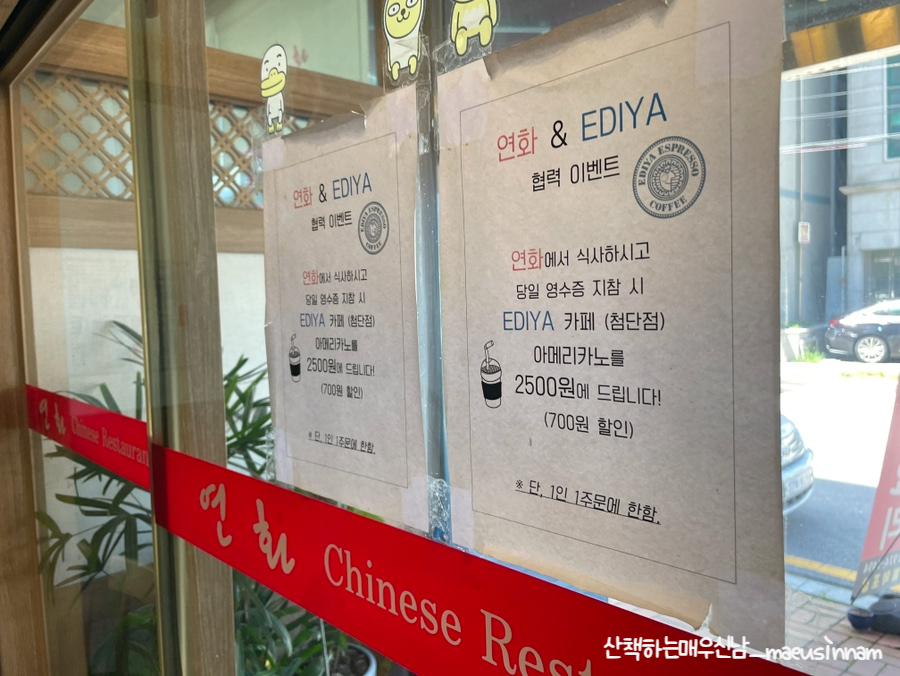 연화 & EDIYA
협력 이벤트
EDIYA ESPRESSO
COFFEE
연화에서 식사하시고
당일 영수증 지참 시
EDIYA 카페 (첨단점)
아메리카노를
2500원에 드립니다!
(700원 할인)
※ 단, 1인 1주문에 한함.
연화 & EDIYA
협력 이벤트
EDIYA ESPRESSO
COFFEE
연화에서 식사하시고
당일 영수증 지참 시
EDIYA 카페 (첨단점)
아메리카노를
2500원에 드립니다!
(700원 할인)
※ 단, 1인 1주문에 한함.
연화 Chinese Restauran
연화 Chinese Rest
산책하는매우신남_maeusinnam